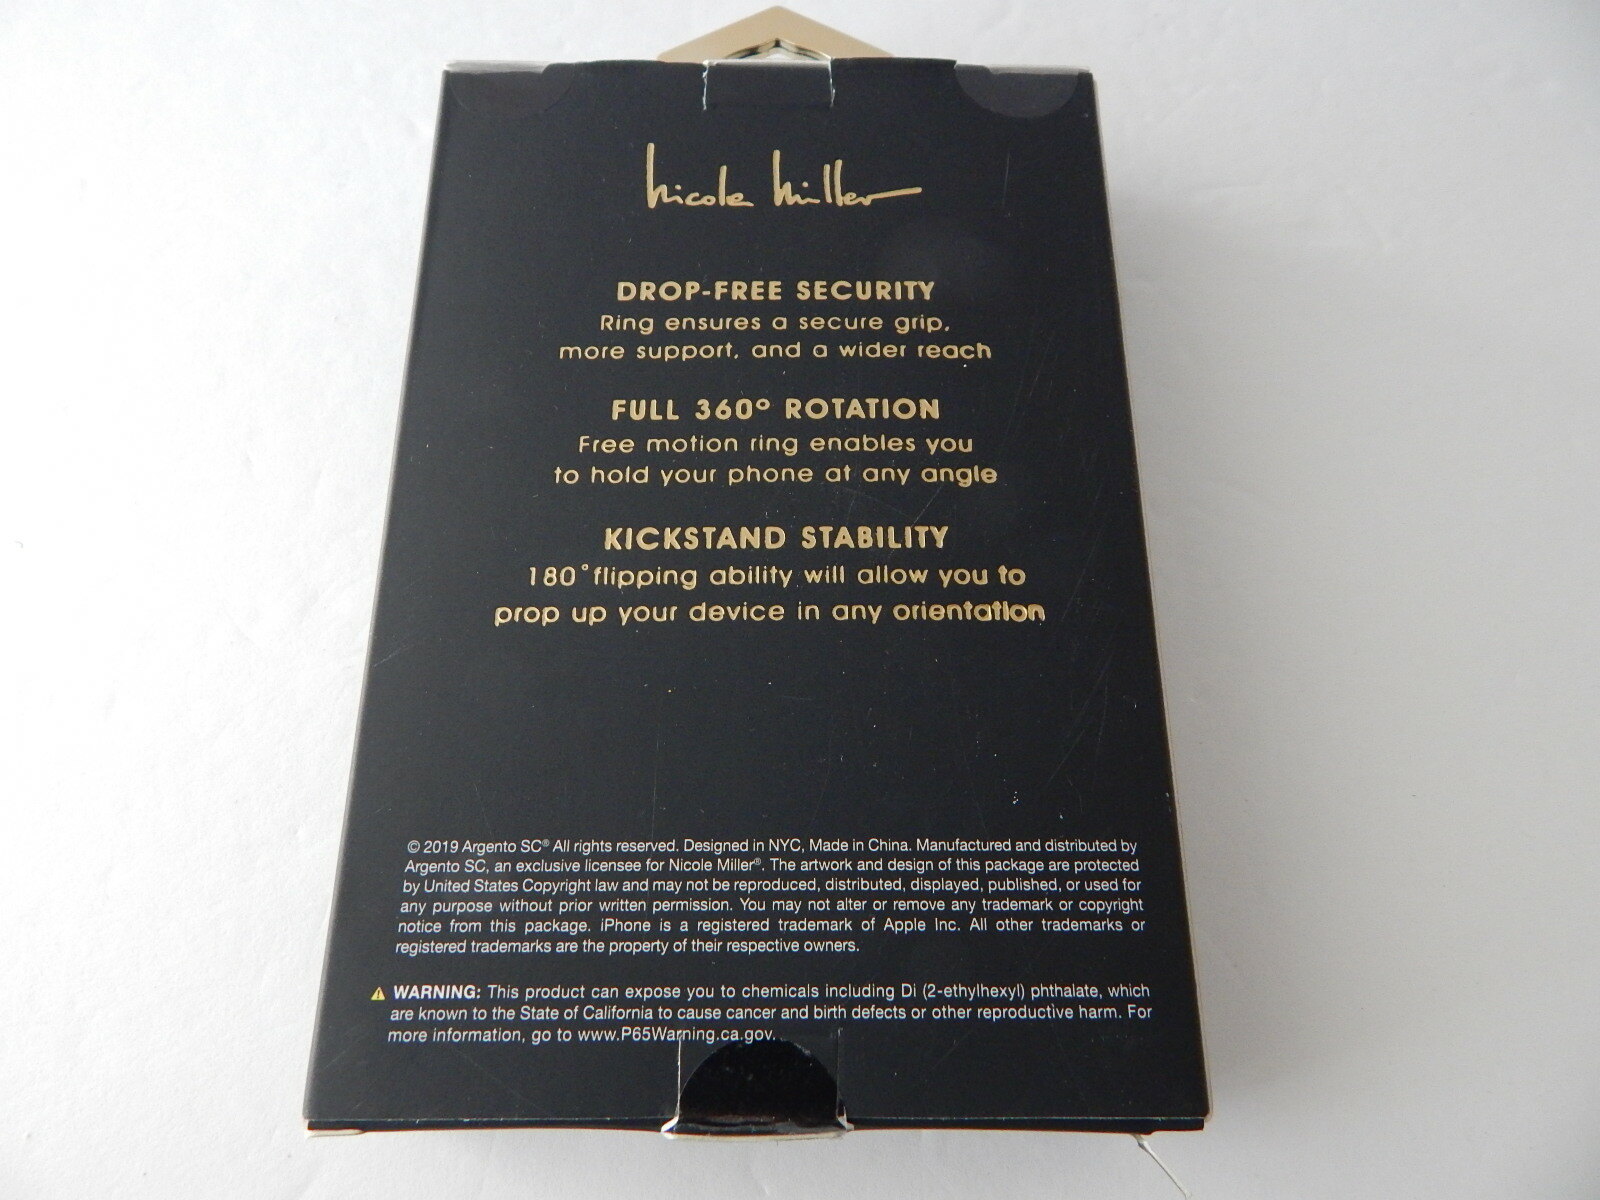 nicole miller
DROP-FREE SECURITY
Ring ensures a secure grip,
more support, and a wider reach
FULL 360° ROTATION
Free motion ring enables you
to hold your phone at any angle
KICKSTAND STABILITY
180° flipping ability will allow you to
prop up your device in any orientation
© 2019 Argento SC® All rights reserved. Designed in NYC, Made in China. Manufactured and distributed by
Argento SC, an exclusive licensee for Nicole Miller®. The artwork and design of this package are protected
by United States Copyright law and may not be reproduced, distributed, displayed, published, or used for
any purpose without prior written permission. You may not alter or remove any trademark or copyright
notice from this package. iPhone is a registered trademark of Apple Inc. All other trademarks or
registered trademarks are the property of their respective owners.
⚠ WARNING: This product can expose you to chemicals including Di (2-ethylhexyl) phthalate, which
are known to the State of California to cause cancer and birth defects or other reproductive harm. For
more information, go to www.P65Warning.ca.gov.